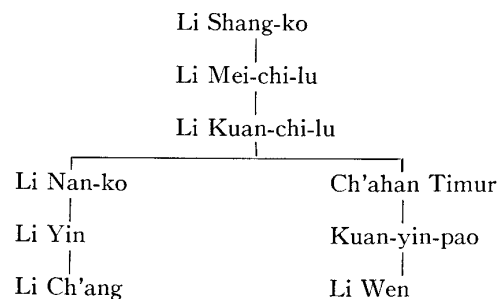 Li Shang-ko
Li Mei-chi-lu
Li Kuan-chi-lu
Li Nan-ko Ch'ahan Timur
Li Yin Kuan-yin-pao
Li Ch'ang Li Wen